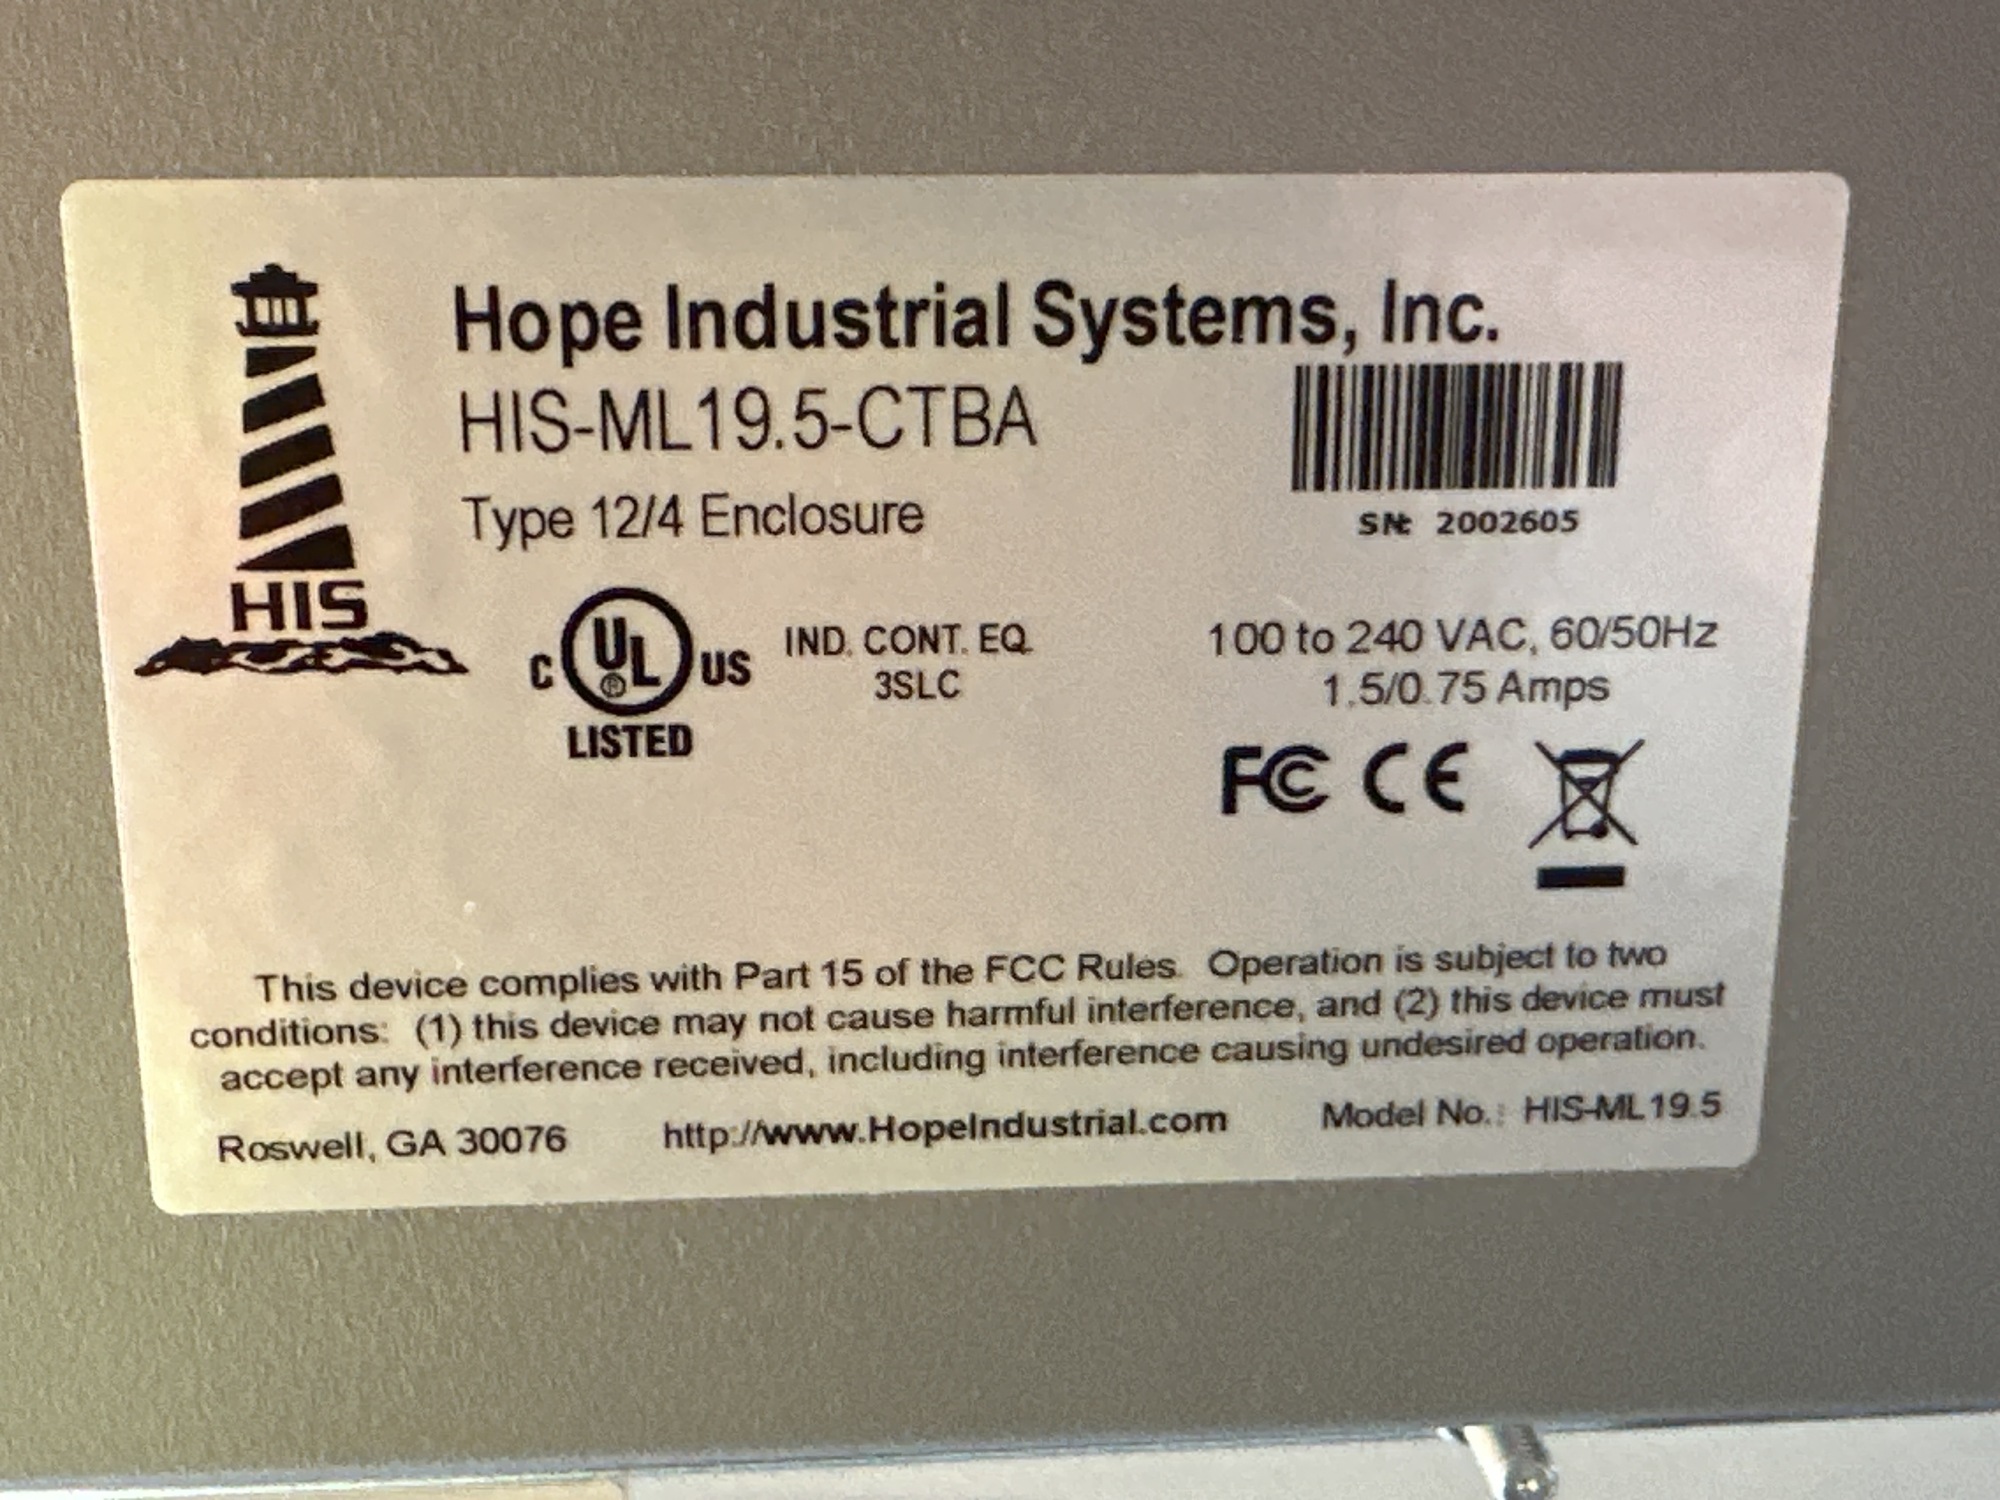 Hope Industrial Systems, Inc.
HIS-ML19.5-CTBA
Type 12/4 Enclosure
SN: 2002605
HIS
C UL® US
LISTED
IND. CONT. EQ.
3SLC
100 to 240 VAC, 60/50Hz
1.5/0.75 Amps
FC CE
This device complies with Part 15 of the FCC Rules. Operation is subject to two
conditions: (1) this device may not cause harmful interference, and (2) this device must
accept any interference received, including interference causing undesired operation.
Roswell, GA 30076 http://www.HopeIndustrial.com Model No.: HIS-ML19.5